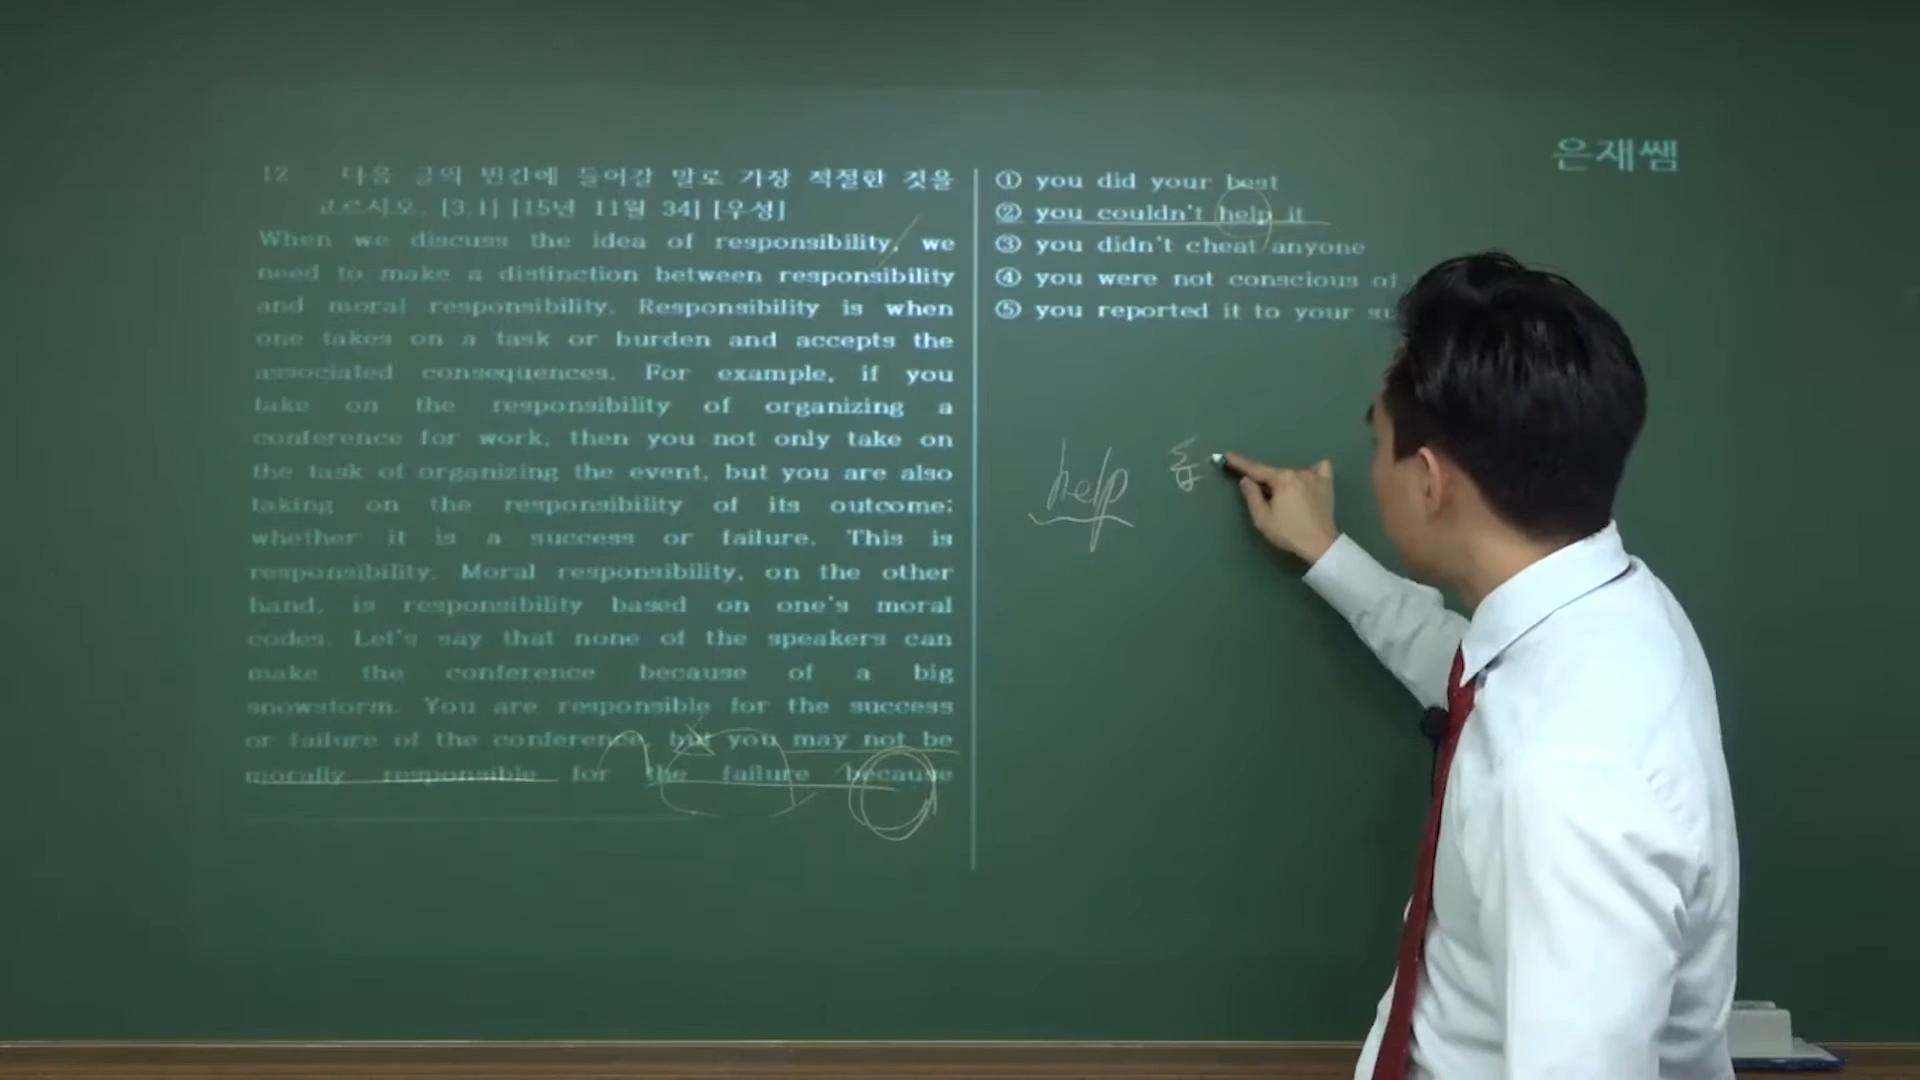 은재쌤
12 다음 글의 빈칸에 들어갈 말로 가장 적절한 것을
고르시오. [3.1] [15년 11월 34] [우성]
When we discuss the idea of responsibility, we
need to make a distinction between responsibility
and moral responsibility. Responsibility is when
one takes on a task or burden and accepts the
associated consequences. For example, if you
take on the responsibility of organizing a
conference for work, then you not only take on
the task of organizing the event, but you are also
taking on the responsibility of its outcome;
whether it is a success or failure. This is
responsibility. Moral responsibility, on the other
hand, is responsibility based on one's moral
codes. Let's say that none of the speakers can
make the conference because of a big
snowstorm. You are responsible for the success
or failure of the conference, but you may not be
morally responsible for the failure because
① you did your best
② you couldn't help it
③ you didn't cheat anyone
④ you were not conscious of
⑤ you reported it to your su
help